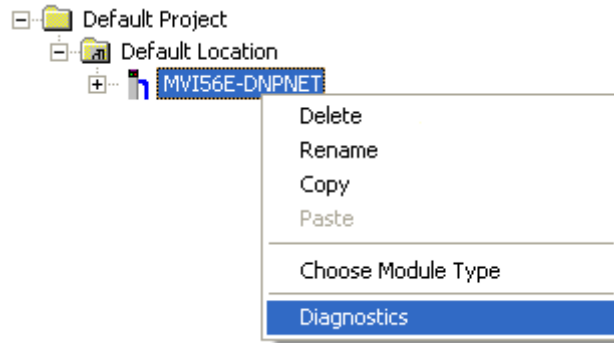 Default Project
Default Location
MVI56E-DNPNET
Delete
Rename
Copy
Paste
Choose Module Type
Diagnostics